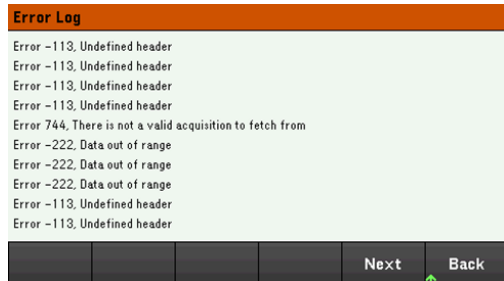 Error Log
Error -113, Undefined header
Error -113, Undefined header
Error -113, Undefined header
Error -113, Undefined header
Error 744, There is not a valid acquisition to fetch from
Error -222, Data out of range
Error -222, Data out of range
Error -222, Data out of range
Error -113, Undefined header
Error -113, Undefined header
Next Back